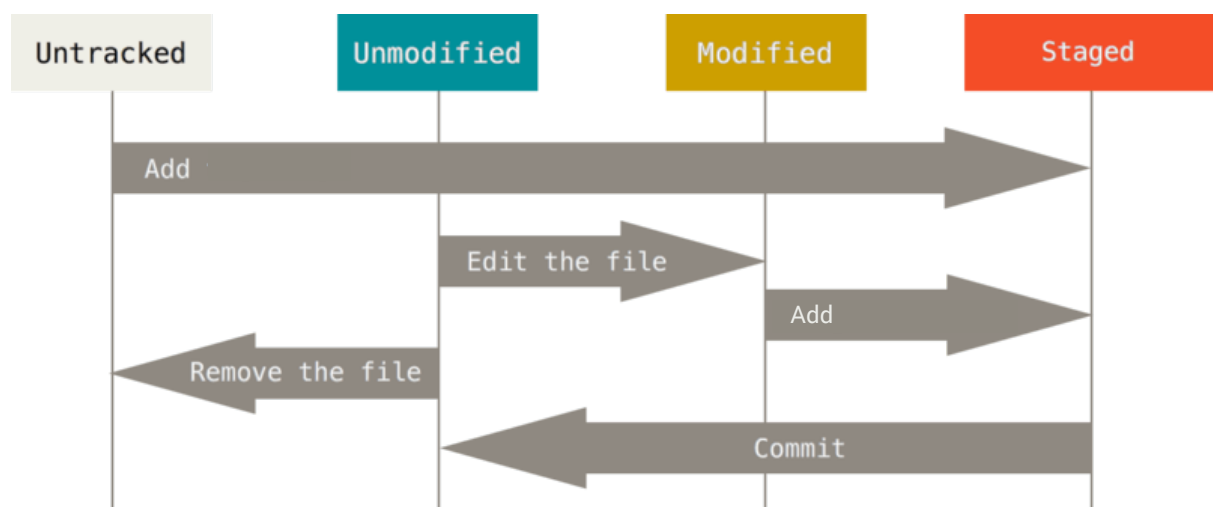 Untracked
Unmodified
Modified
Staged
Add
Edit the file
Add
Remove the file
Commit